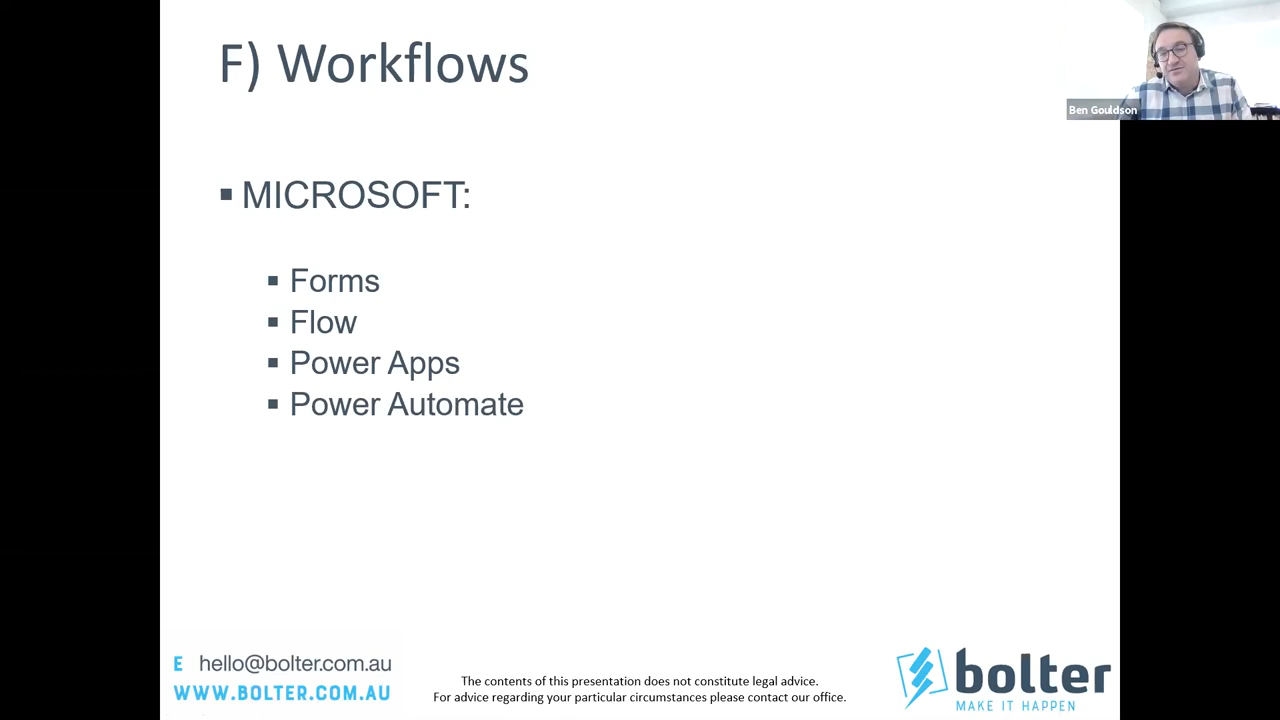 F) Workflows
Ben Gouldson
▪ MICROSOFT:
▪ Forms
▪ Flow
▪ Power Apps
▪ Power Automate
E hello@bolter.com.au
WWW.BOLTER.COM.AU
The contents of this presentation does not constitute legal advice.
For advice regarding your particular circumstances please contact our office.
bolter
MAKE IT HAPPEN